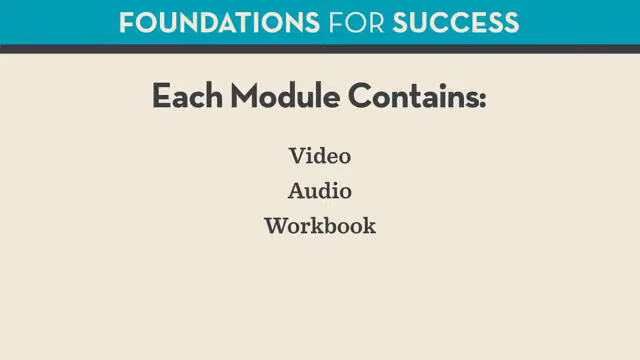 FOUNDATIONS FOR SUCCESS
Each Module Contains:
Video
Audio
Workbook